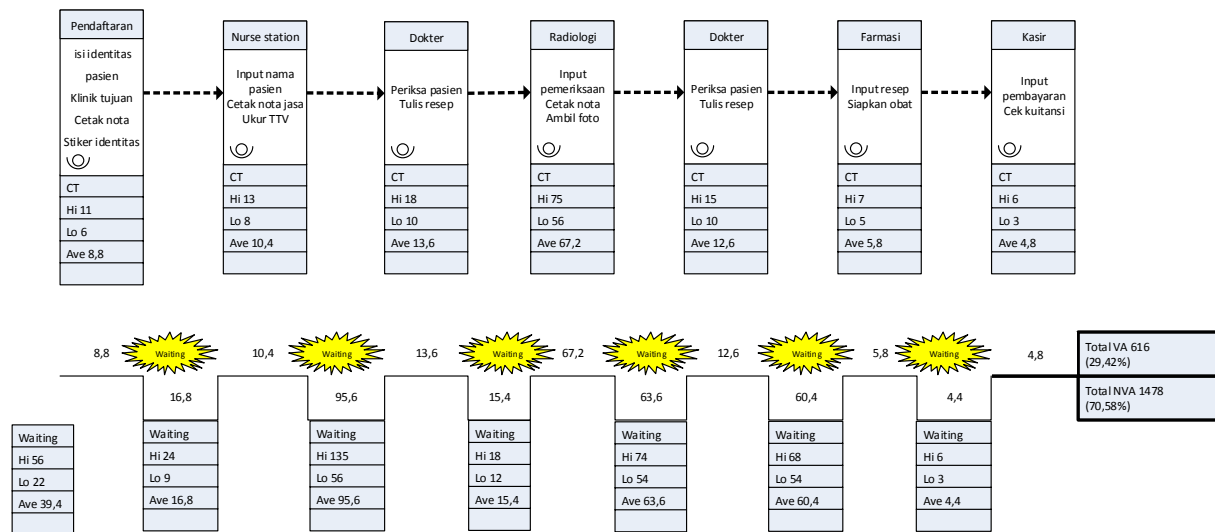 Pendaftaran
isi identitas
pasien
Klinik tujuan
Cetak nota
Stiker identitas
CT
Hi 11
Lo 6
Ave 8,8
Nurse station
Input nama
pasien
Cetak nota jasa
Ukur TTV
CT
Hi 13
Lo 8
Ave 10,4
Dokter
Periksa pasien
Tulis resep
CT
Hi 18
Lo 10
Ave 13,6
Radiologi
Input
pemeriksaan
Cetak nota
Ambil foto
CT
Hi 75
Lo 56
Ave 67,2
Dokter
Periksa pasien
Tulis resep
CT
Hi 15
Lo 10
Ave 12,6
Farmasi
Input resep
Siapkan obat
CT
Hi 7
Lo 5
Ave 5,8
Kasir
Input
pembayaran
Cek kuitansi
CT
Hi 6
Lo 3
Ave 4,8
8,8
Waiting
10,4
Waiting
13,6
Waiting
67,2
Waiting
12,6
Waiting
5,8
Waiting
4,8
Total VA 616
(29,42%)
Total NVA 1478
(70,58%)
16,8
95,6
15,4
63,6
60,4
4,4
Waiting
Hi 56
Lo 22
Ave 39,4
Waiting
Hi 24
Lo 9
Ave 16,8
Waiting
Hi 135
Lo 56
Ave 95,6
Waiting
Hi 18
Lo 12
Ave 15,4
Waiting
Hi 74
Lo 54
Ave 63,6
Waiting
Hi 68
Lo 54
Ave 60,4
Waiting
Hi 6
Lo 3
Ave 4,4